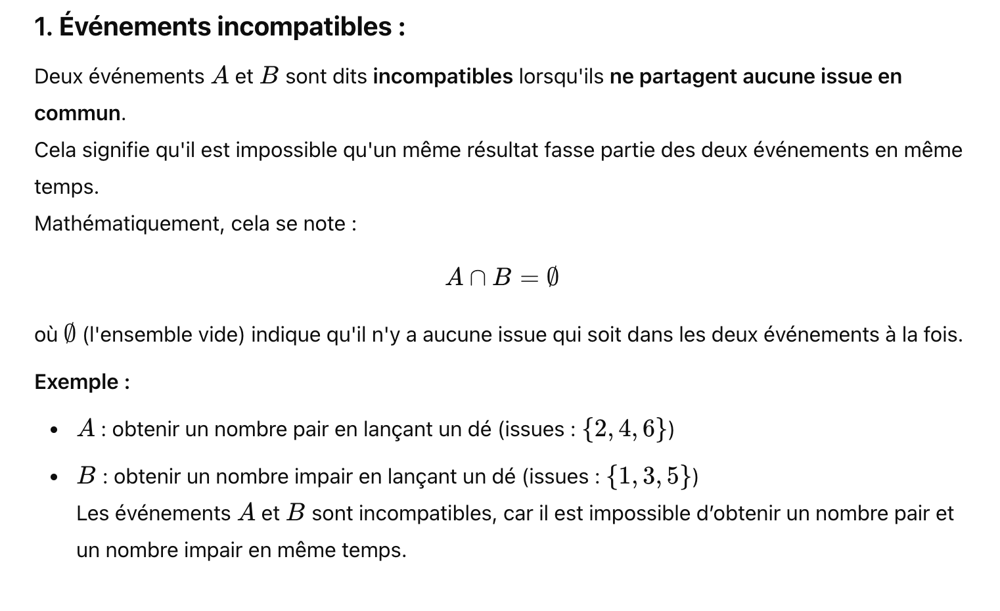 1. Événements incompatibles :
Deux événements A et B sont dits incompatibles lorsqu'ils ne partagent aucune issue en
commun.
Cela signifie qu'il est impossible qu'un même résultat fasse partie des deux événements en même
temps.
Mathématiquement, cela se note :
A ∩ B = ∅
où ∅ (l'ensemble vide) indique qu'il n'y a aucune issue qui soit dans les deux événements à la fois.
Exemple :
• A : obtenir un nombre pair en lançant un dé (issues : {2, 4, 6})
• B : obtenir un nombre impair en lançant un dé (issues : {1, 3, 5})
Les événements A et B sont incompatibles, car il est impossible d’obtenir un nombre pair et
un nombre impair en même temps.